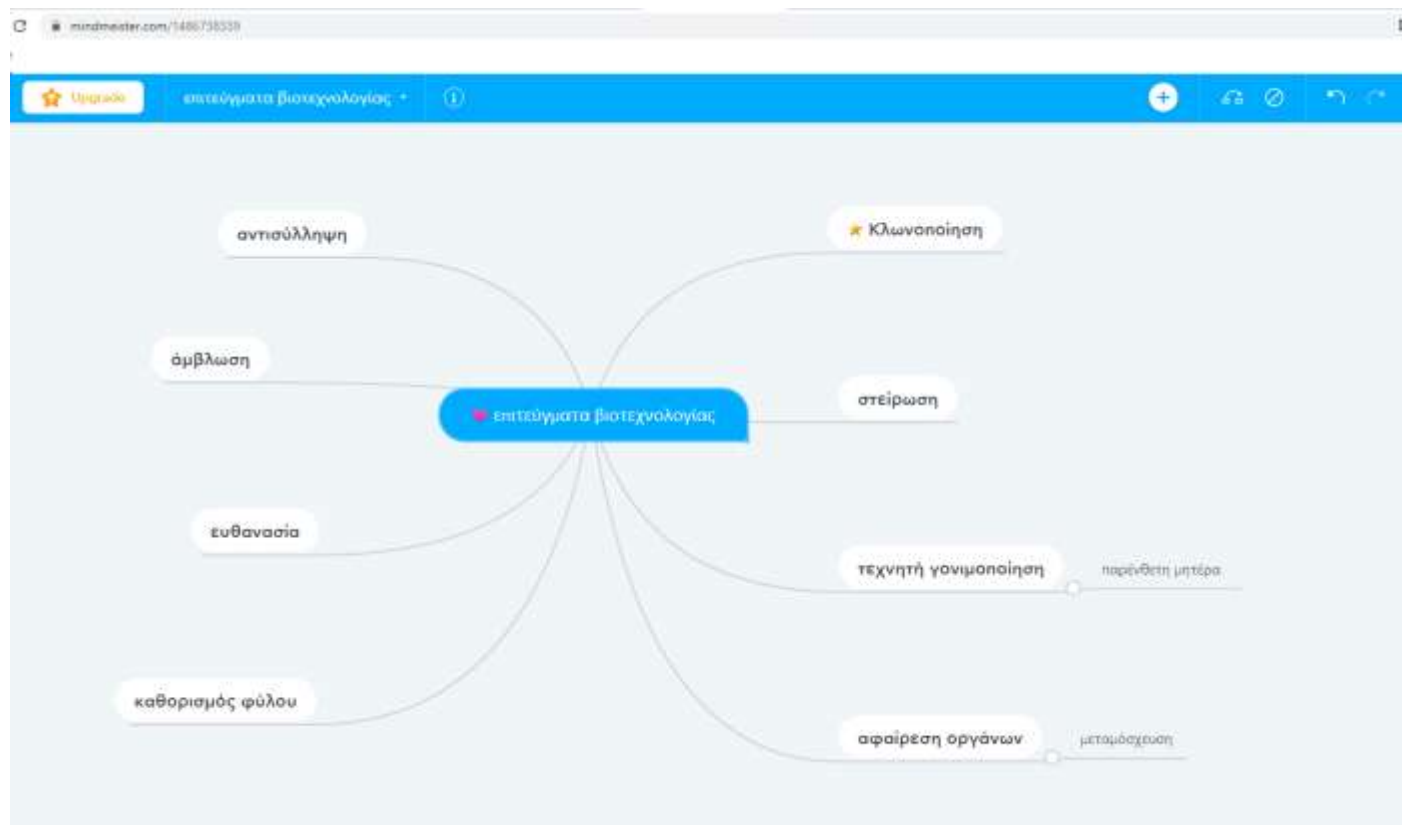 mindmeister.com/1486738339
Upgrade
επιτεύγματα βιοτεχνολογίας
αντισύλληψη
άμβλωση
ευθανασία
καθορισμός φύλου
επιτεύγματα βιοτεχνολογίας
Κλωνοποίηση
στείρωση
τεχνητή γονιμοποίηση
παρένθετη μητέρα
αφαίρεση οργάνων
μεταμόσχευση